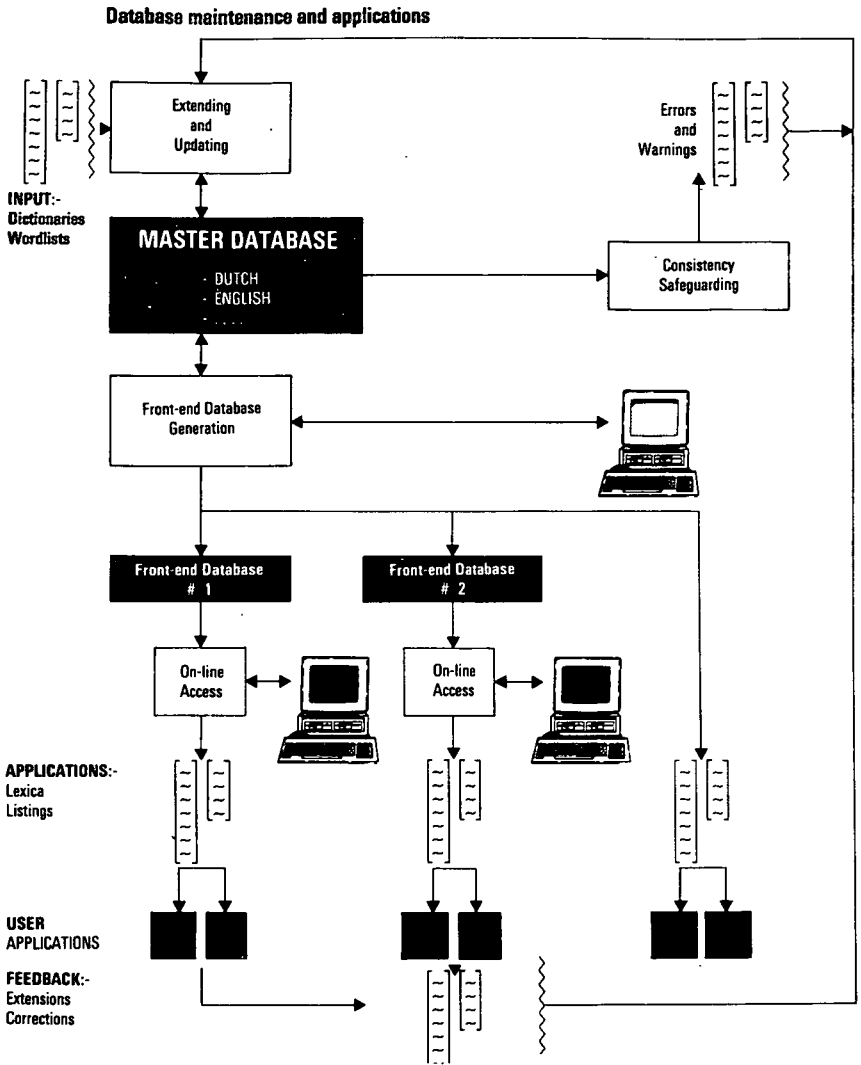 Database maintenance and applications
Extending
and
Updating
Errors
and
Warnings
INPUT:-
Dictionaries
Wordlists
MASTER DATABASE
- DUTCH
- ENGLISH
- . . . .
Consistency
Safeguarding
Front-end Database
Generation
Front-end Database
# 1
Front-end Database
# 2
On-line
Access
On-line
Access
APPLICATIONS:-
Lexica
Listings
USER
APPLICATIONS
FEEDBACK:-
Extensions
Corrections